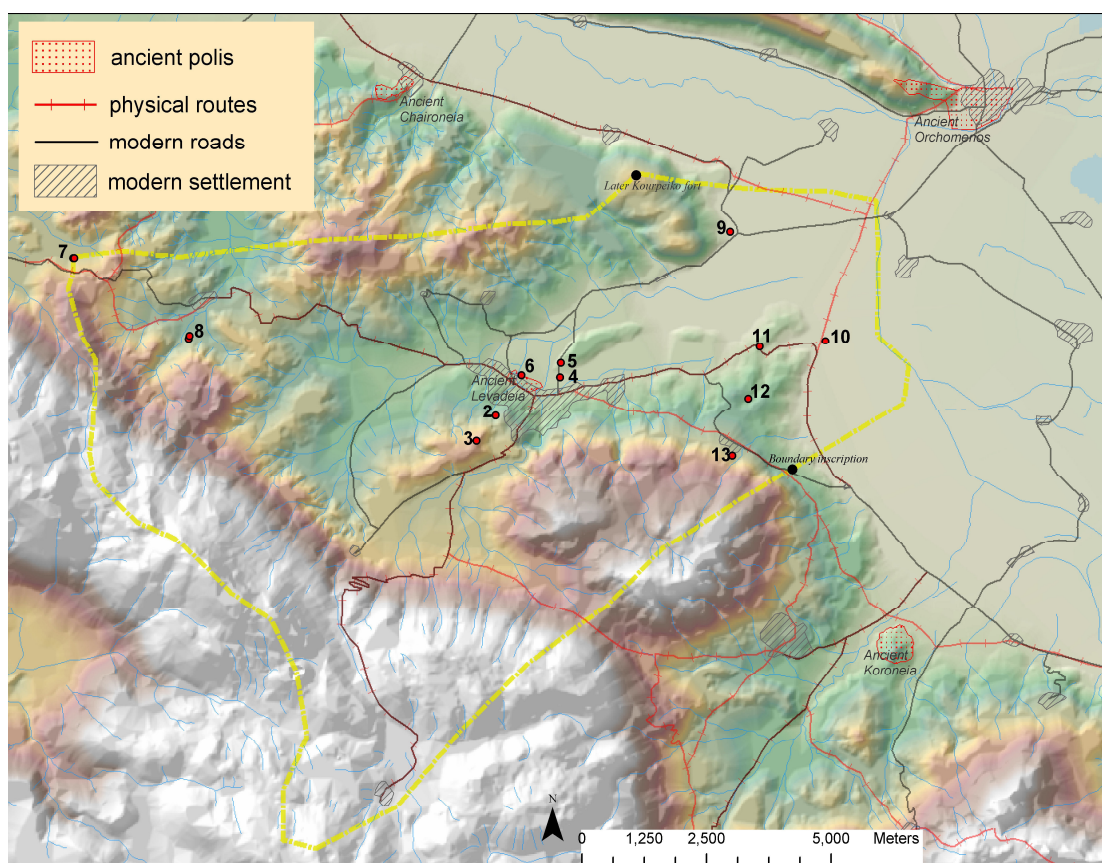 ancient polis
physical routes
modern roads
modern settlement
Ancient
Chaironeia
Ancient
Orchomenos
Later Kourpeiko fort
9
7
8
11
10
5
6
4
Ancient
Levadeia
12
2
3
13
Boundary inscription
Ancient
Koroneia
N
0 1,250 2,500 5,000 Meters